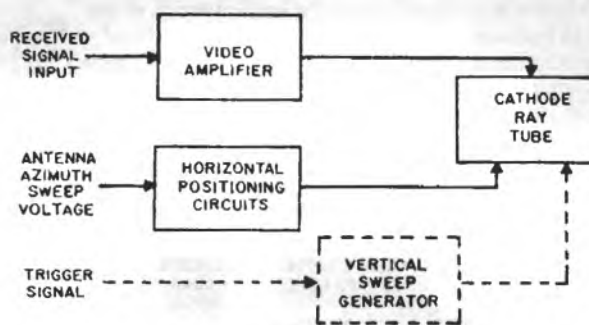 RECEIVED
SIGNAL
INPUT
VIDEO
AMPLIFIER
CATHODE
RAY
TUBE
ANTENNA
AZIMUTH
SWEEP
VOLTAGE
HORIZONTAL
POSITIONING
CIRCUITS
TRIGGER
SIGNAL
VERTICAL
SWEEP
GENERATOR